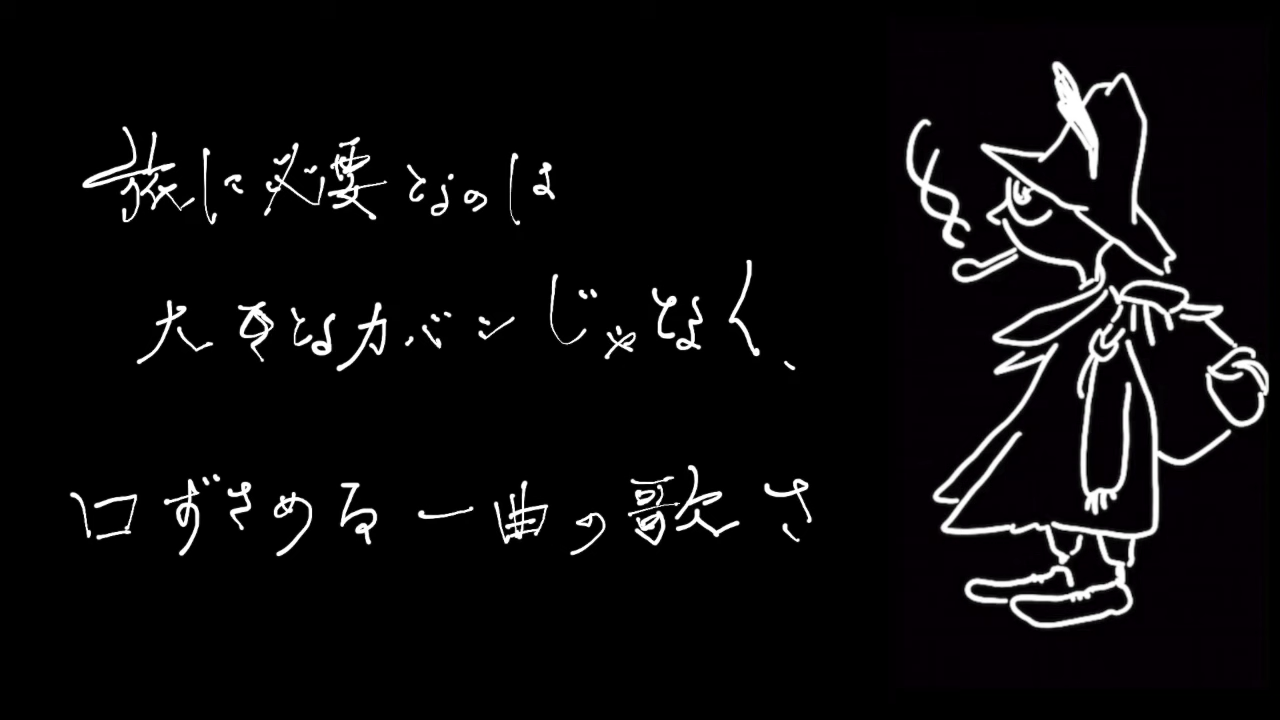 旅に必要なのは
大きなカバンじゃなく、
口ずさめる一曲の歌さ